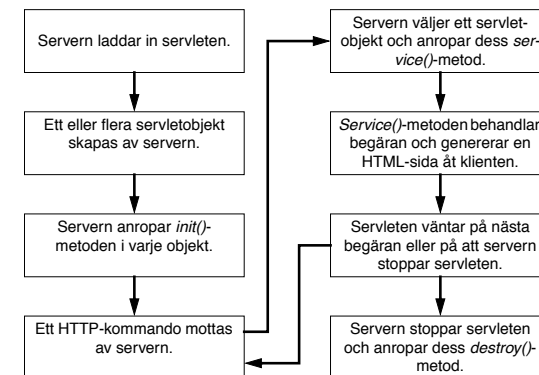 Servern laddar in servleten.
Ett eller flera servletobjekt
skapas av servern.
Servern anropar init()-
metoden i varje objekt.
Ett HTTP-kommando mottas
av servern.
Servern väljer ett servlet-
objekt och anropar dess ser-
vice()-metod.
Service()-metoden behandlar
begäran och genererar en
HTML-sida åt klienten.
Servleten väntar på nästa
begäran eller på att servern
stoppar servleten.
Servern stoppar servleten
och anropar dess destroy()-
metod.